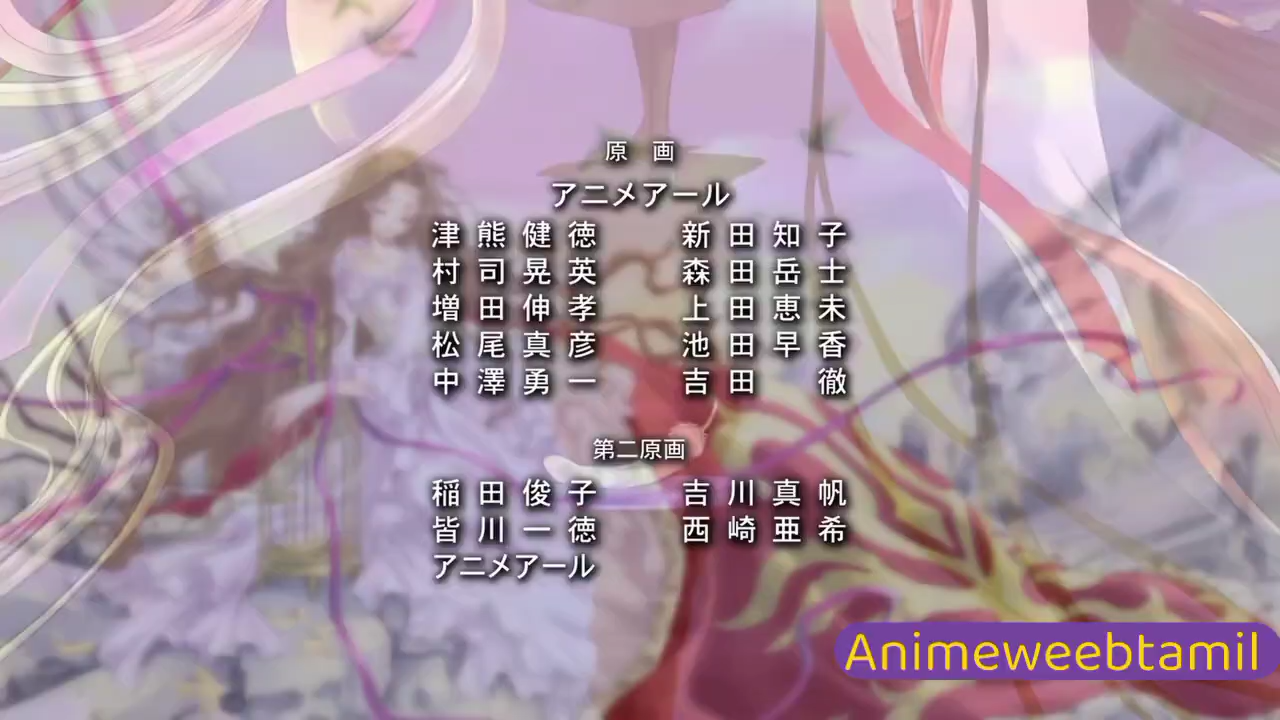 原 画
アニメアール
津熊健徳 新田知子
村司晃英 森田岳士
増田伸孝 上田恵未
松尾真彦 池田早香
中澤勇一 吉田 徹
第二原画
稲田俊子 吉川真帆
皆川一徳 西崎亜希
アニメアール
Animeweebtamil